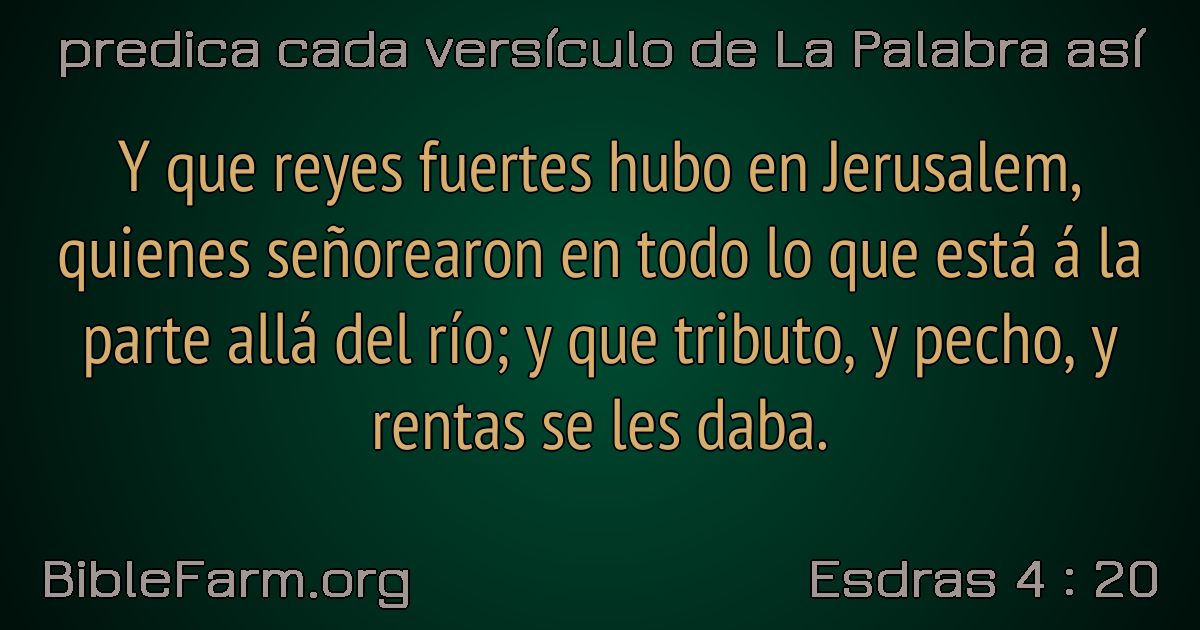 predica cada versículo de La Palabra así
Y que reyes fuertes hubo en Jerusalem,
quienes señorearon en todo lo que está á la
parte allá del río; y que tributo, y pecho, y
rentas se les daba.
BibleFarm.org
Esdras 4 : 20